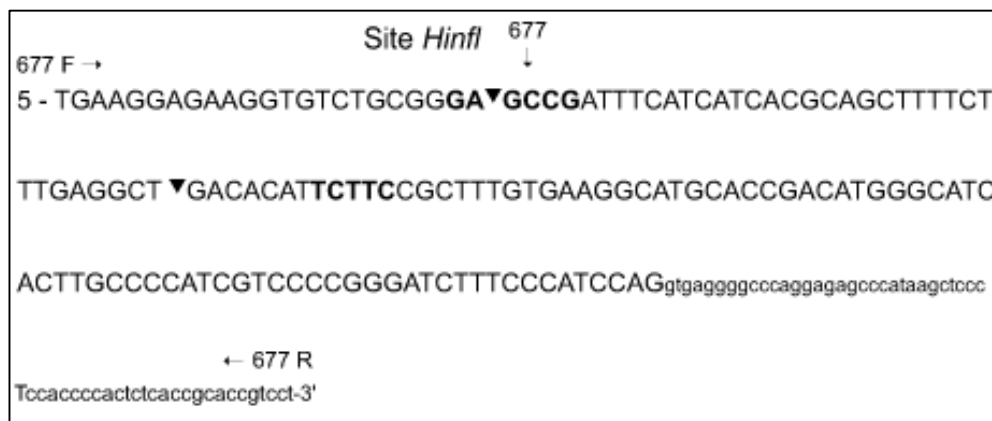 Site HinfI 677
677 F → ↓
5 - TGAAGGAGAAGGTGTCTGCGGGA▼GCCGATTTCATCATCACGCAGCTTTTCT
TTGAGGCT ▼GACACATTCTTCCGCTTTGTGAAGGCATGCACCGACATGGGCATC
ACTTGCCCCATCGTCCCCGGGATCTTTCCCATCCAGgtgaggggcccaggagagcccataagctccc
← 677 R
Tccaccccactctcaccgcaccgtcct-3'